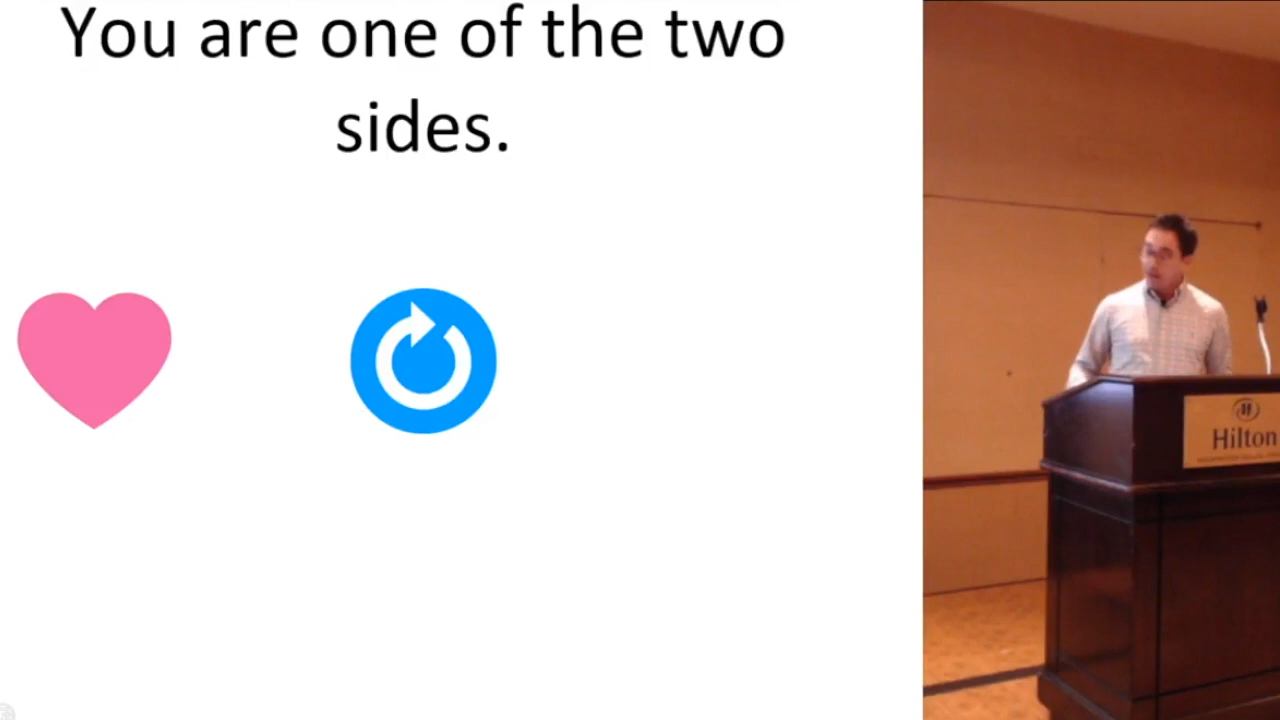 You are one of the two
sides.
Hilton